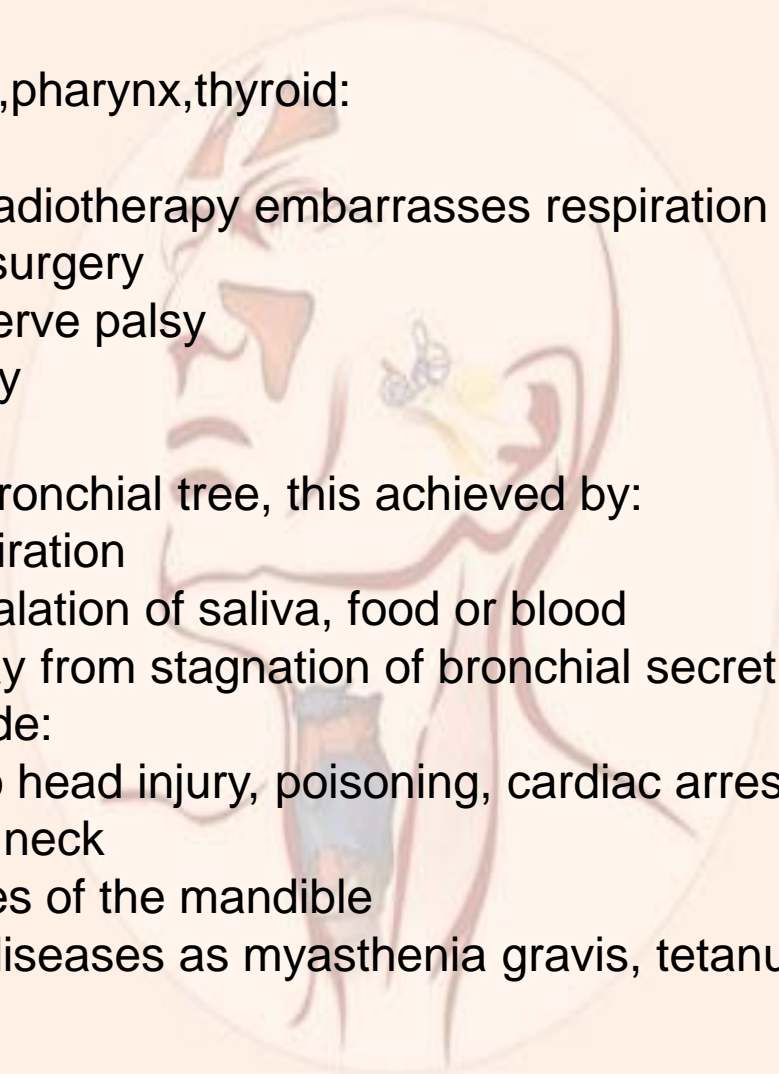 ,pharynx,thyroid:
adiotherapy embarrasses respiration
surgery
erve palsy
y
ronchial tree, this achieved by:
iration
alation of saliva, food or blood
y from stagnation of bronchial secret
de:
head injury, poisoning, cardiac arres
neck
es of the mandible
diseases as myasthenia gravis, tetanu